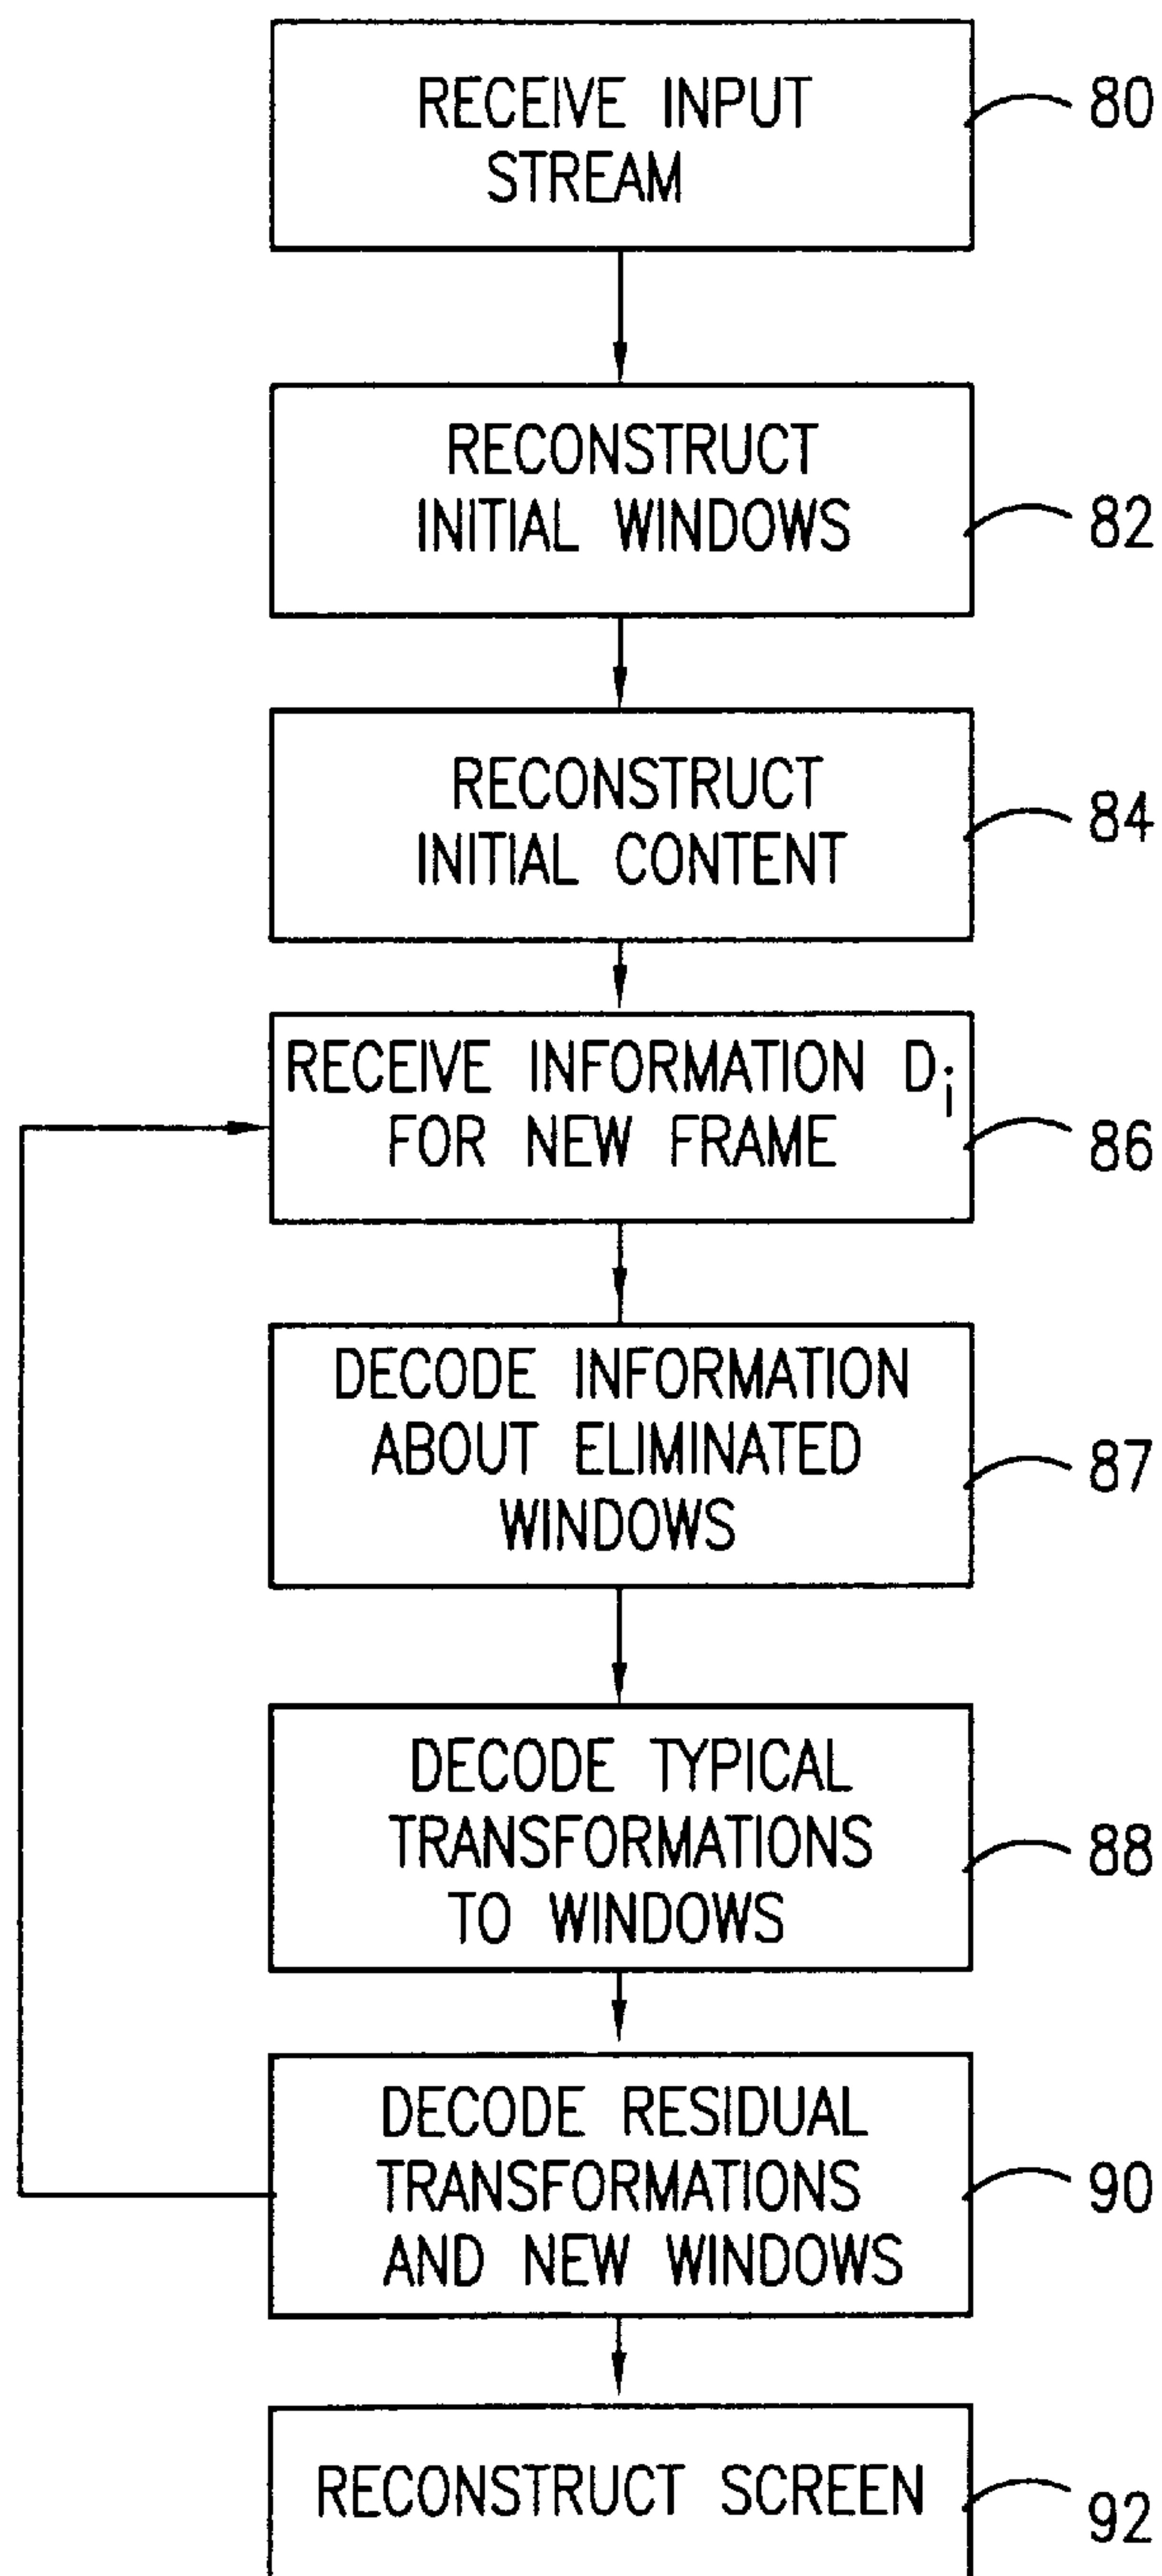 RECEIVE INPUT
STREAM
80
RECONSTRUCT
INITIAL WINDOWS
82
RECONSTRUCT
INITIAL CONTENT
84
RECEIVE INFORMATION Di
FOR NEW FRAME
86
DECODE INFORMATION
ABOUT ELIMINATED
WINDOWS
87
DECODE TYPICAL
TRANSFORMATIONS
TO WINDOWS
88
DECODE RESIDUAL
TRANSFORMATIONS
AND NEW WINDOWS
90
RECONSTRUCT SCREEN
92